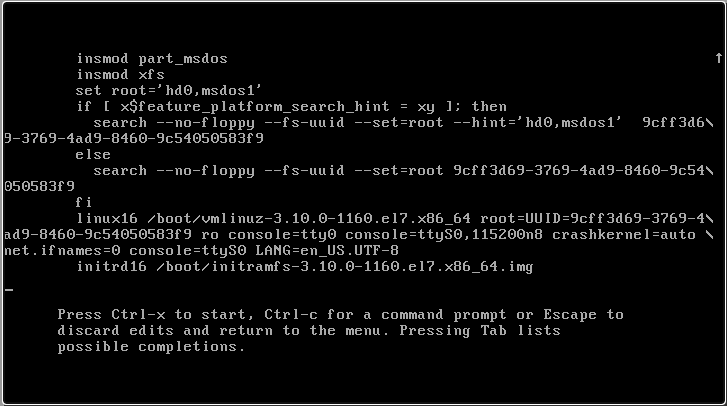 insmod part_msdos ↑
insmod xfs
set root='hd0,msdos1'
if [ x$feature_platform_search_hint = xy ]; then
search --no-floppy --fs-uuid --set=root --hint='hd0,msdos1'  9cff3d6\
9-3769-4ad9-8460-9c54050583f9
else
search --no-floppy --fs-uuid --set=root 9cff3d69-3769-4ad9-8460-9c54\
050583f9
fi
linux16 /boot/vmlinuz-3.10.0-1160.el7.x86_64 root=UUID=9cff3d69-3769-4\
ad9-8460-9c54050583f9 ro console=tty0 console=ttyS0,115200n8 crashkernel=auto \
net.ifnames=0 console=ttyS0 LANG=en_US.UTF-8
initrd16 /boot/initramfs-3.10.0-1160.el7.x86_64.img
_
Press Ctrl-x to start, Ctrl-c for a command prompt or Escape to
discard edits and return to the menu. Pressing Tab lists
possible completions.